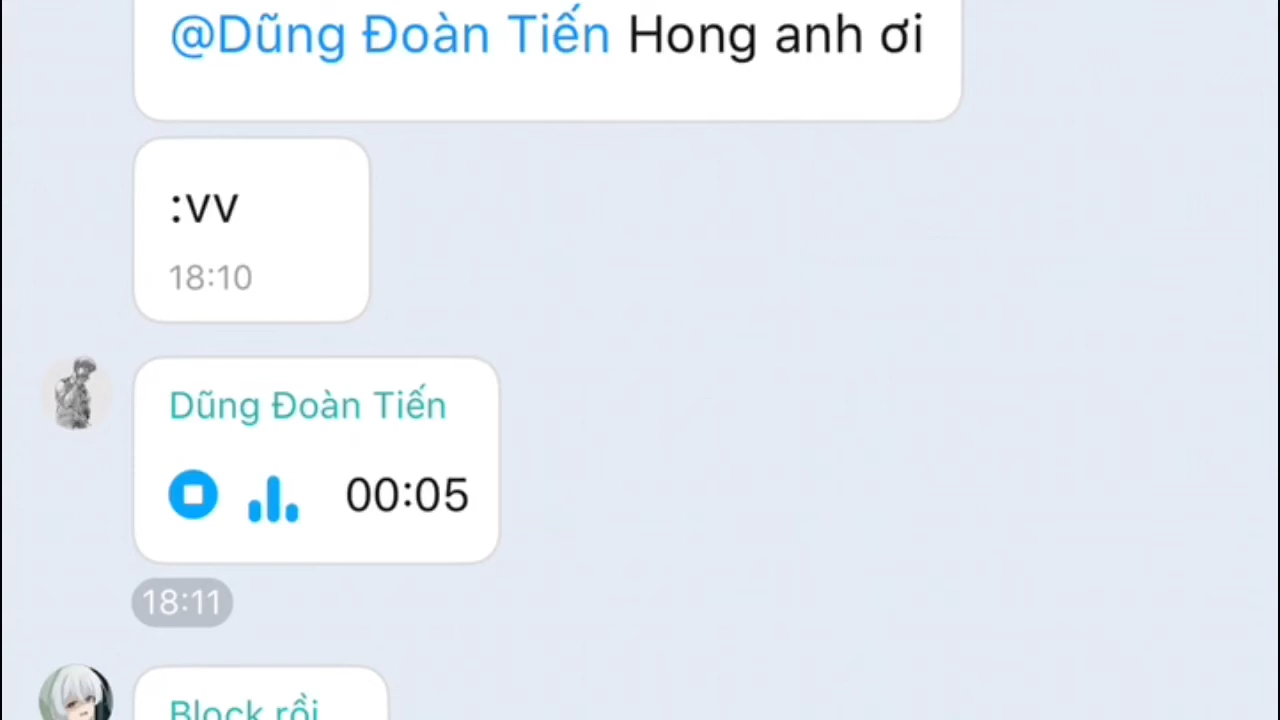 @Dũng Đoàn Tiến Hong anh ơi
:vv
18:10
Dũng Đoàn Tiến
00:05
18:11
Block rồi